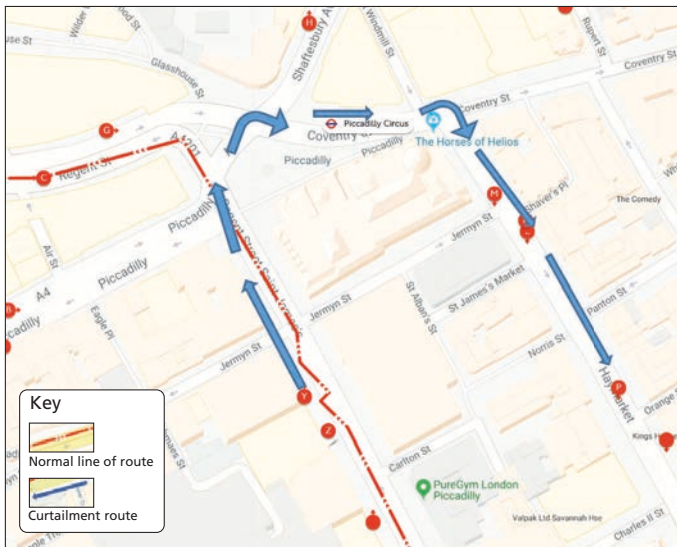 Wilder
Glasshouse St
H
Shaftesbury Av
Windmill St
Rupert St
Coventry St
Coventry St
G
A4201
Piccadilly Circus
Coventry
Piccadilly
Piccadilly
The Horses of Helios
Regent St
C
Piccadilly
Air St
M
Shaver's Pl
The Comedy
L
Jermyn St
Piccadilly
A4
B
Eagle Pl
St Alban's St
St James's Market
Panton St
Jermyn St
Norris St
Jermyn St
Y
P
Haymarket
Orange S
Z
Kings H
Carlton St
Key
Normal line of route
Curtailment route
PureGym London
Piccadilly
Vapiak Ltd Savannah Hse
Charles II St